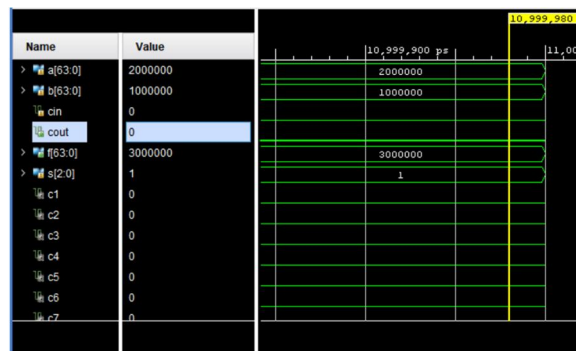 10,999,980
Name Value
10,999,900 ps
a[63:0] 2000000 2000000
b[63:0] 1000000 1000000
cin 0
cout 0
f[63:0] 3000000 3000000
s[2:0] 1 1
c1 0
c2 0
c3 0
c4 0
c5 0
c6 0
c7 0